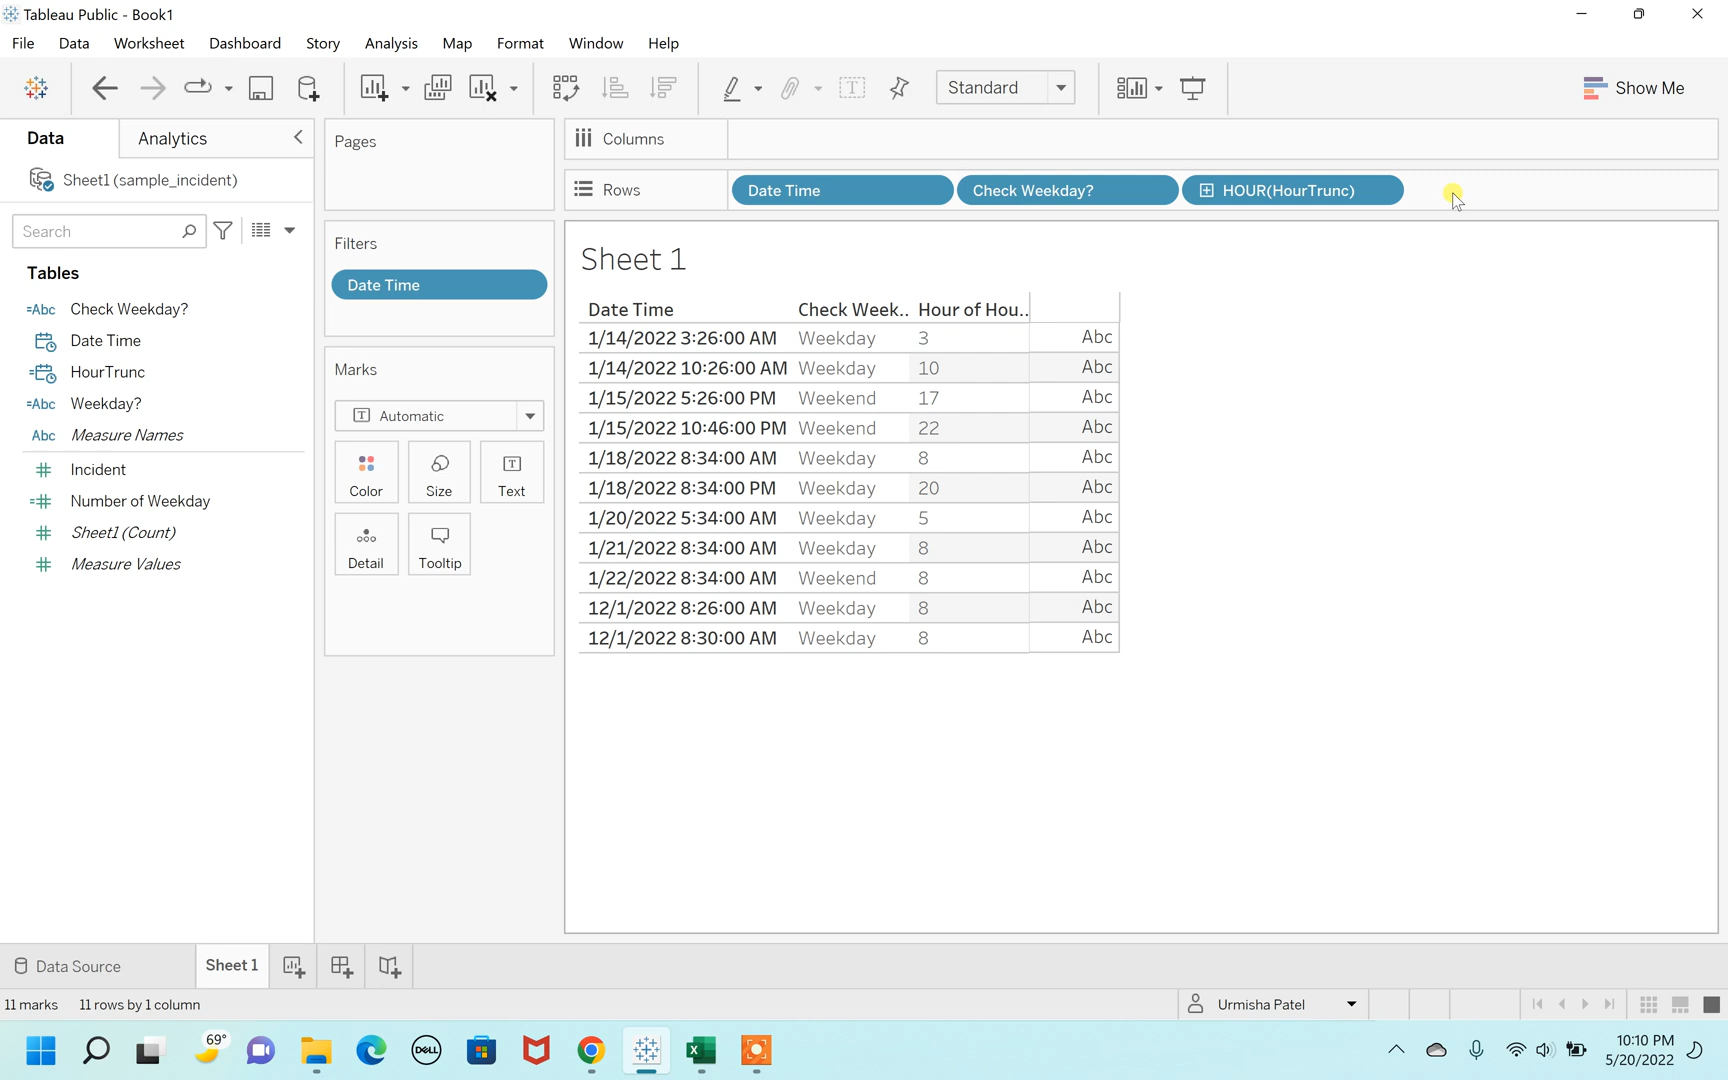 Tableau Public - Book1
File Data Worksheet Dashboard Story Analysis Map Format Window Help
Standard
Show Me
Data Analytics
Sheet1 (sample_incident)
Search
Tables
=Abc Check Weekday?
Date Time
HourTrunc
=Abc Weekday?
Abc Measure Names
Incident
Number of Weekday
Sheet1 (Count)
Measure Values
Pages
Filters
Date Time
Marks
Automatic
Color Size Text
Detail Tooltip
Columns
Rows Date Time Check Weekday? HOUR(HourTrunc)
Sheet 1
Date Time Check Week.. Hour of Hou..
1/14/2022 3:26:00 AM Weekday 3 Abc
1/14/2022 10:26:00 AM Weekday 10 Abc
1/15/2022 5:26:00 PM Weekend 17 Abc
1/15/2022 10:46:00 PM Weekend 22 Abc
1/18/2022 8:34:00 AM Weekday 8 Abc
1/18/2022 8:34:00 PM Weekday 20 Abc
1/20/2022 5:34:00 AM Weekday 5 Abc
1/21/2022 8:34:00 AM Weekday 8 Abc
1/22/2022 8:34:00 AM Weekend 8 Abc
12/1/2022 8:26:00 AM Weekday 8 Abc
12/1/2022 8:30:00 AM Weekday 8 Abc
Data Source Sheet 1
11 marks 11 rows by 1 column
Urmisha Patel
69°
DELL
10:10 PM
5/20/2022